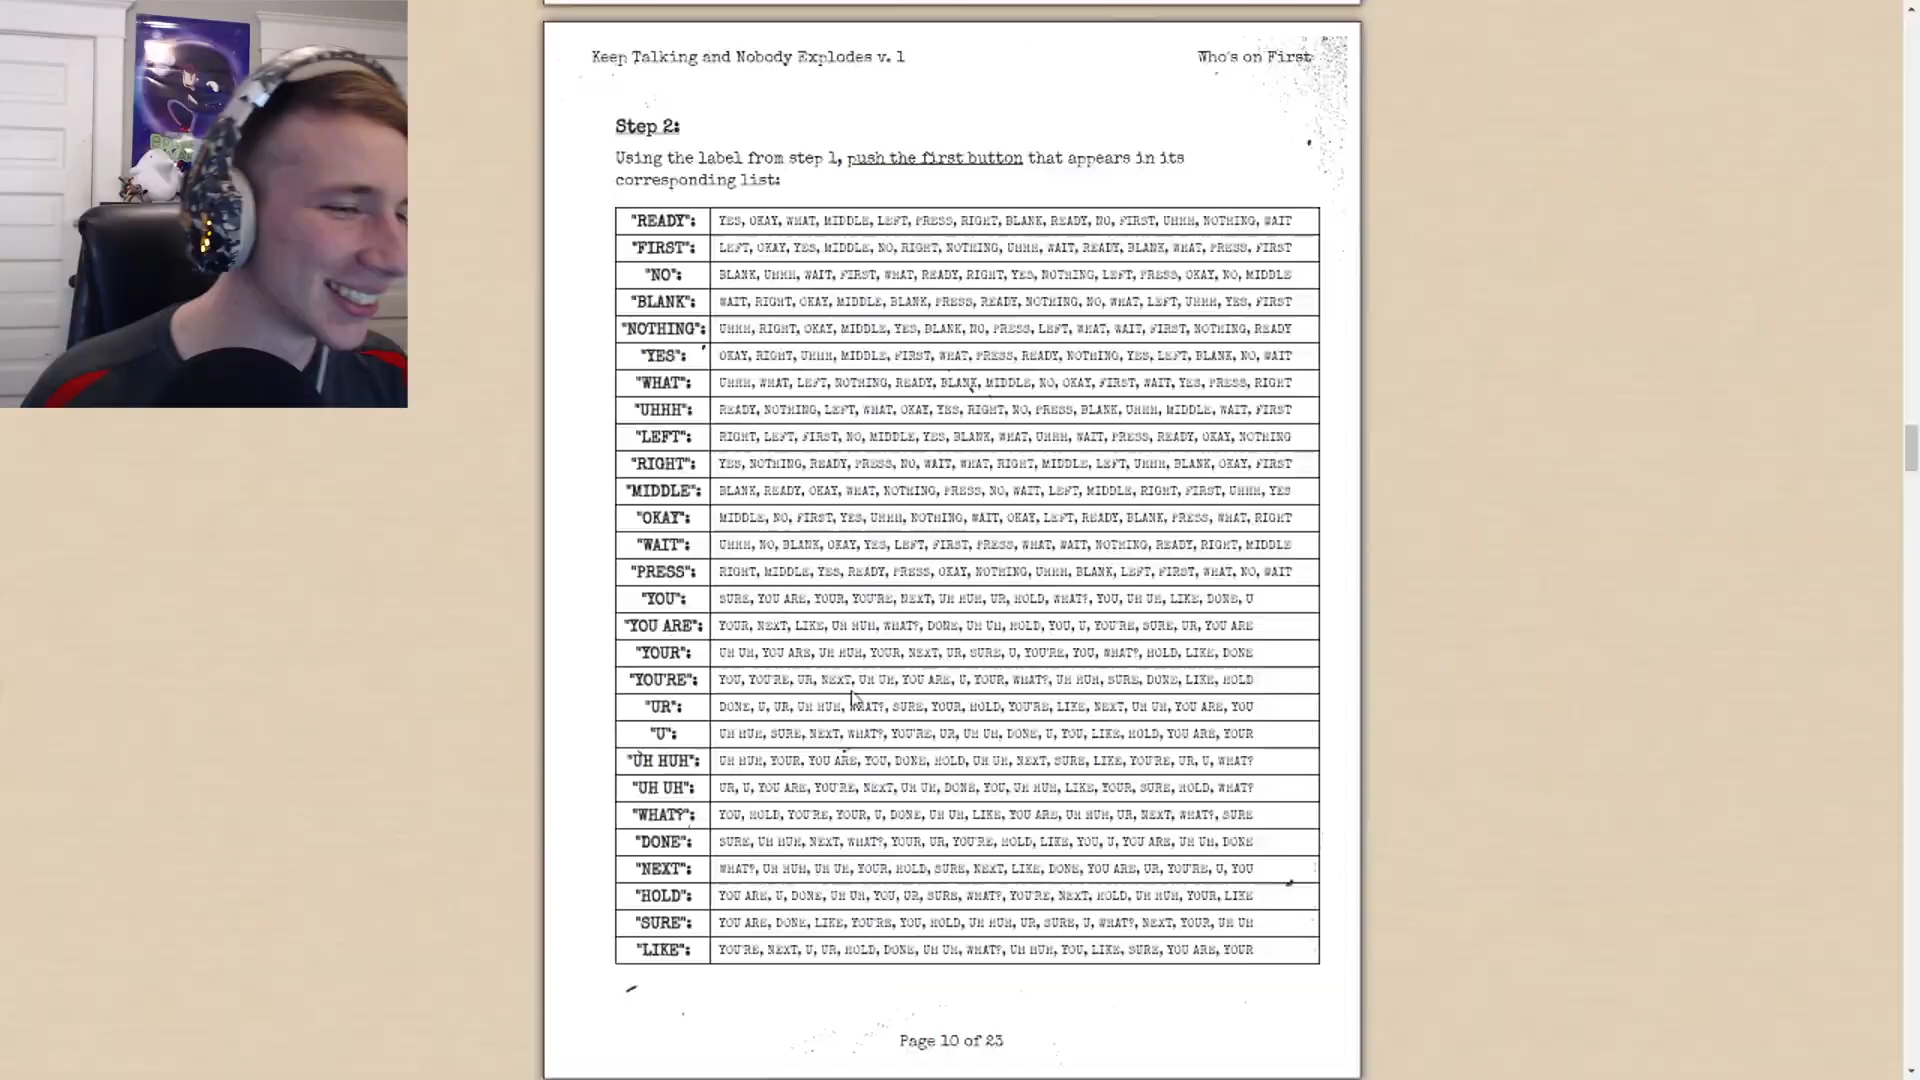 Keep Talking and Nobody Explodes v. 1
Who's on First
Step 2:
Using the label from step 1, push the first button that appears in its
corresponding list:
"READY": YES, OKAY, WHAT, MIDDLE, LEFT, PRESS, RIGHT, BLANK, READY, NO, FIRST, UHHH, NOTHING, WAIT
"FIRST": LEFT, OKAY, YES, MIDDLE, NO, RIGHT, NOTHING, UHHH, WAIT, READY, BLANK, WHAT, PRESS, FIRST
"NO": BLANK, UHHH, WAIT, FIRST, WHAT, READY, RIGHT, YES, NOTHING, LEFT, PRESS, OKAY, NO, MIDDLE
"BLANK": WAIT, RIGHT, OKAY, MIDDLE, BLANK, PRESS, READY, NOTHING, NO, WHAT, LEFT, UHHH, YES, FIRST
"NOTHING": UHHH, RIGHT, OKAY, MIDDLE, YES, BLANK, NO, PRESS, LEFT, WHAT, WAIT, FIRST, NOTHING, READY
"YES": OKAY, RIGHT, UHHH, MIDDLE, FIRST, WHAT, PRESS, READY, NOTHING, YES, LEFT, BLANK, NO, WAIT
"WHAT": UHHH, WHAT, LEFT, NOTHING, READY, BLANK, MIDDLE, NO, OKAY, FIRST, WAIT, YES, PRESS, RIGHT
"UHHH": READY, NOTHING, LEFT, WHAT, OKAY, YES, RIGHT, NO, PRESS, BLANK, UHHH, MIDDLE, WAIT, FIRST
"LEFT": RIGHT, LEFT, FIRST, NO, MIDDLE, YES, BLANK, WHAT, UHHH, WAIT, PRESS, READY, OKAY, NOTHING
"RIGHT": YES, NOTHING, READY, PRESS, NO, WAIT, WHAT, RIGHT, MIDDLE, LEFT, UHHH, BLANK, OKAY, FIRST
"MIDDLE": BLANK, READY, OKAY, WHAT, NOTHING, PRESS, NO, WAIT, LEFT, MIDDLE, RIGHT, FIRST, UHHH, YES
"OKAY": MIDDLE, NO, FIRST, YES, UHHH, NOTHING, WAIT, OKAY, LEFT, READY, BLANK, PRESS, WHAT, RIGHT
"WAIT": UHHH, NO, BLANK, OKAY, YES, LEFT, FIRST, PRESS, WHAT, WAIT, NOTHING, READY, RIGHT, MIDDLE
"PRESS": RIGHT, MIDDLE, YES, READY, PRESS, OKAY, NOTHING, UHHH, BLANK, LEFT, FIRST, WHAT, NO, WAIT
"YOU": SURE, YOU ARE, YOUR, YOU'RE, NEXT, UH HUH, UR, HOLD, WHAT?, YOU, UH UH, LIKE, DONE, U
"YOU ARE": YOUR, NEXT, LIKE, UH HUH, WHAT?, DONE, UH UH, HOLD, YOU, U, YOU'RE, SURE, UR, YOU ARE
"YOUR": UH UH, YOU ARE, UH HUH, YOUR, NEXT, UR, SURE, U, YOU'RE, YOU, WHAT?, HOLD, LIKE, DONE
"YOU'RE": YOU, YOU'RE, UR, NEXT, UH UH, YOU ARE, U, YOUR, WHAT?, UH HUH, SURE, DONE, LIKE, HOLD
"UR": DONE, U, UR, UH HUH, WHAT?, SURE, YOUR, HOLD, YOU'RE, LIKE, NEXT, UH UH, YOU ARE, YOU
"U": UH HUH, SURE, NEXT, WHAT?, YOU'RE, UR, UH UH, DONE, U, YOU, LIKE, HOLD, YOU ARE, YOUR
"UH HUH": UH HUH, YOUR, YOU ARE, YOU, DONE, HOLD, UH UH, NEXT, SURE, LIKE, YOU'RE, UR, U, WHAT?
"UH UH": UR, U, YOU ARE, YOU'RE, NEXT, UH UH, DONE, YOU, UH HUH, LIKE, YOUR, SURE, HOLD, WHAT?
"WHAT?": YOU, HOLD, YOU'RE, YOUR, U, DONE, UH UH, LIKE, YOU ARE, UH HUH, UR, NEXT, WHAT?, SURE
"DONE": SURE, UH HUH, NEXT, WHAT?, YOUR, UR, YOU'RE, HOLD, LIKE, YOU, U, YOU ARE, UH UH, DONE
"NEXT": WHAT?, UH HUH, UH UH, YOUR, HOLD, SURE, NEXT, LIKE, DONE, YOU ARE, UR, YOU'RE, U, YOU
"HOLD": YOU ARE, U, DONE, UH UH, YOU, UR, SURE, WHAT?, YOU'RE, NEXT, HOLD, UH HUH, YOUR, LIKE
"SURE": YOU ARE, DONE, LIKE, YOU'RE, YOU, HOLD, UH HUH, UR, SURE, U, WHAT?, NEXT, YOUR, UH UH
"LIKE": YOU'RE, NEXT, U, UR, HOLD, DONE, UH UH, WHAT?, UH HUH, YOU, LIKE, SURE, YOU ARE, YOUR
Page 10 of 23